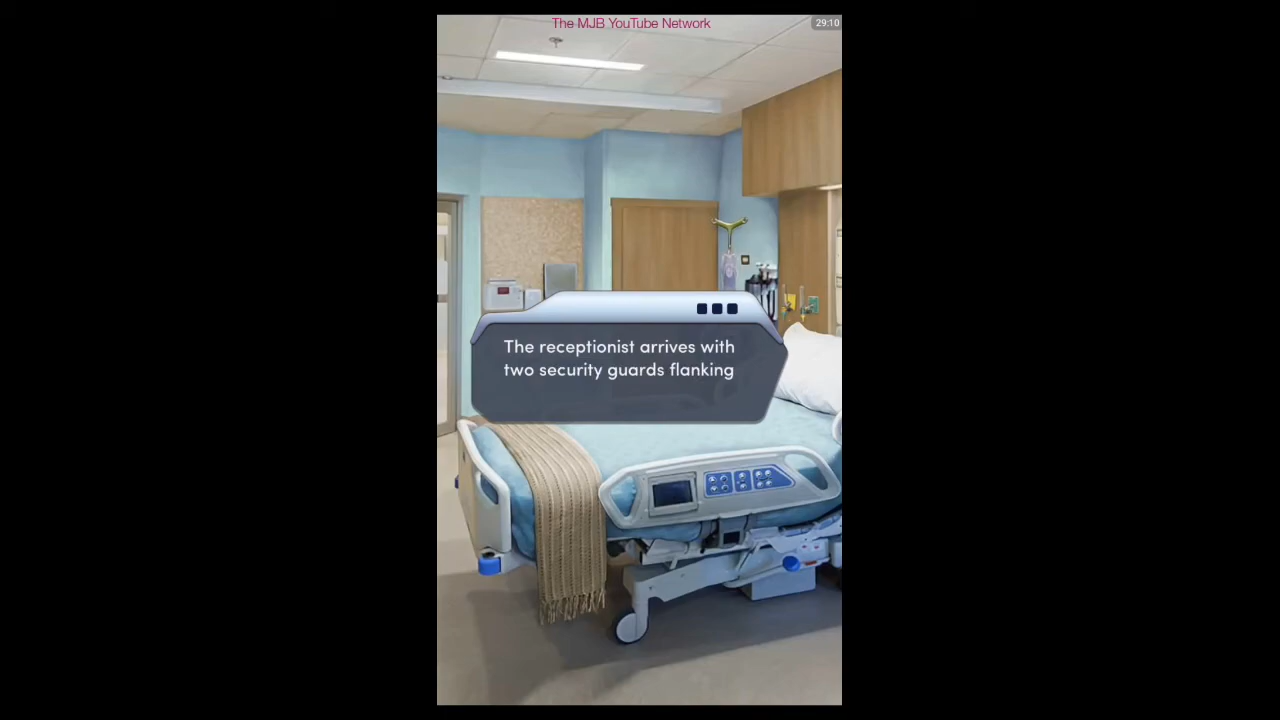 The MJB YouTube Network
29:10
The receptionist arrives with
two security guards flanking